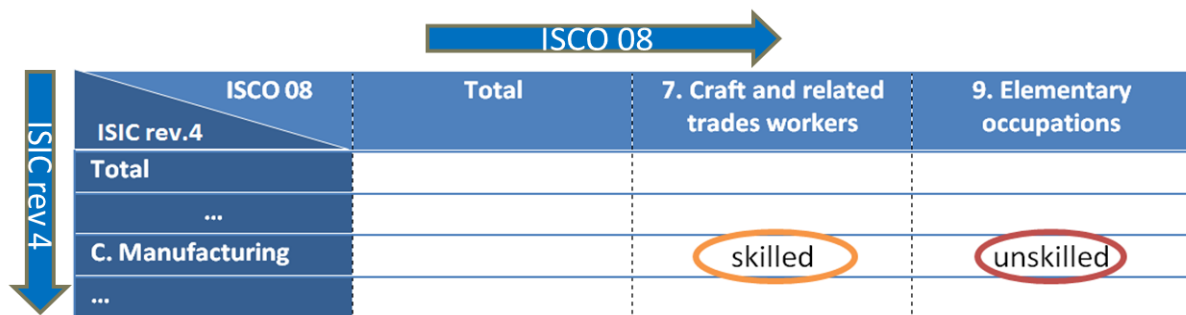 ISCO 08
ISIC rev 4
ISCO 08
ISIC rev.4
Total
7. Craft and related
trades workers
9. Elementary
occupations
Total
...
C. Manufacturing
skilled
unskilled
...